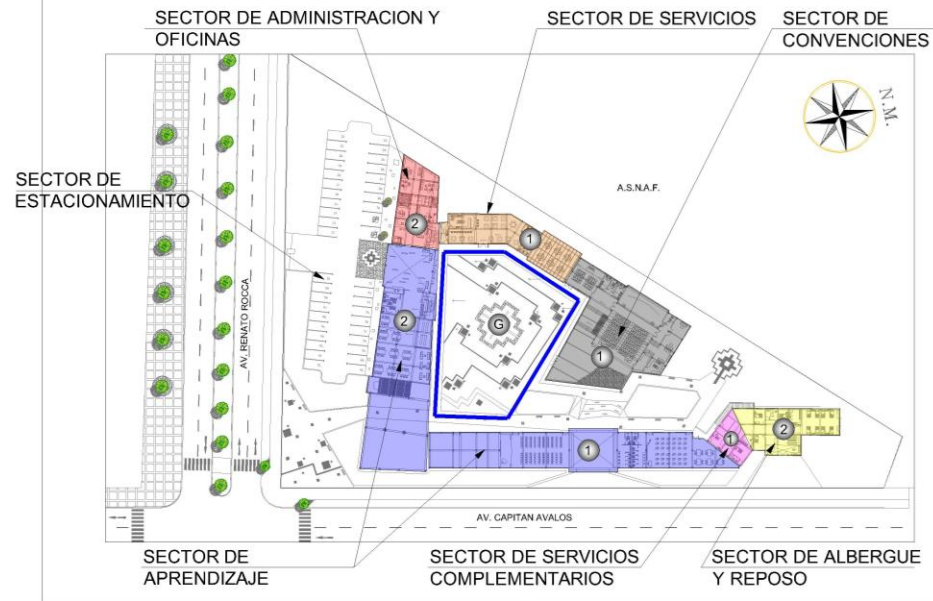 SECTOR DE ADMINISTRACION Y
OFICINAS
SECTOR DE SERVICIOS
SECTOR DE
CONVENCIONES
N.M.
A.S.N.A.F.
SECTOR DE
ESTACIONAMIENTO
2
1
AV. RENATO ROCCA
2
G
1
1
1
2
AV. CAPITAN AVALOS
SECTOR DE
APRENDIZAJE
SECTOR DE SERVICIOS
COMPLEMENTARIOS
SECTOR DE ALBERGUE
Y REPOSO